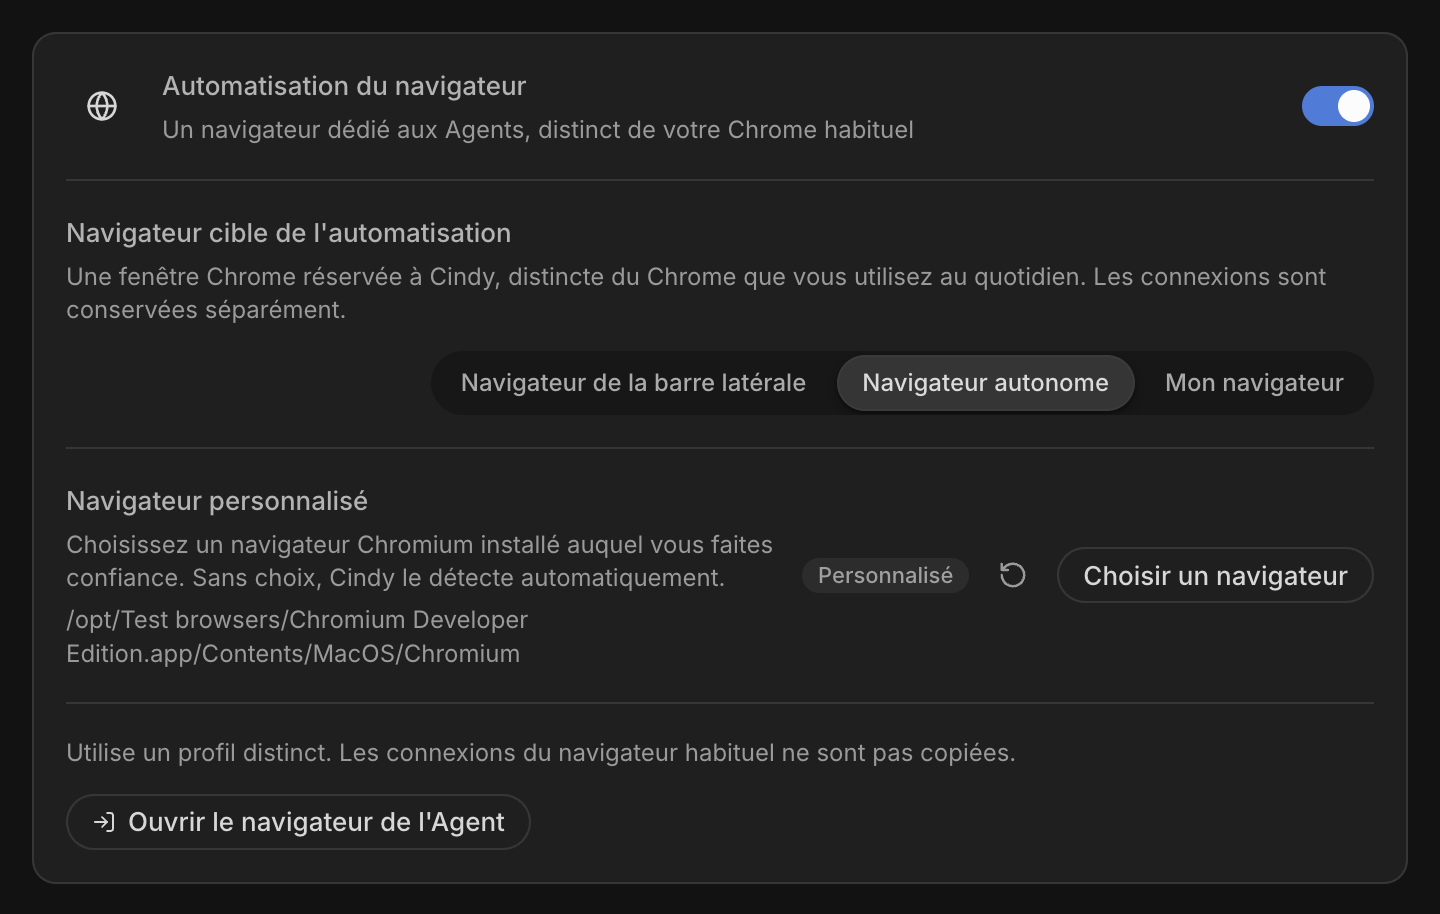 Automatisation du navigateur
Un navigateur dédié aux Agents, distinct de votre Chrome habituel
Navigateur cible de l'automatisation
Une fenêtre Chrome réservée à Cindy, distincte du Chrome que vous utilisez au quotidien. Les connexions sont
conservées séparément.
Navigateur de la barre latérale
Navigateur autonome
Mon navigateur
Navigateur personnalisé
Choisissez un navigateur Chromium installé auquel vous faites
confiance. Sans choix, Cindy le détecte automatiquement.
/opt/Test browsers/Chromium Developer
Edition.app/Contents/MacOS/Chromium
Personnalisé
Choisir un navigateur
Utilise un profil distinct. Les connexions du navigateur habituel ne sont pas copiées.
Ouvrir le navigateur de l'Agent